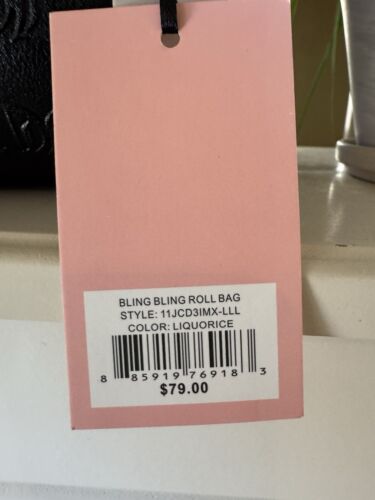 BLING BLING ROLL BAG
STYLE: 11JCD3IMX-LLL
COLOR: LIQUORICE
8 85919 76918 3
$79.00